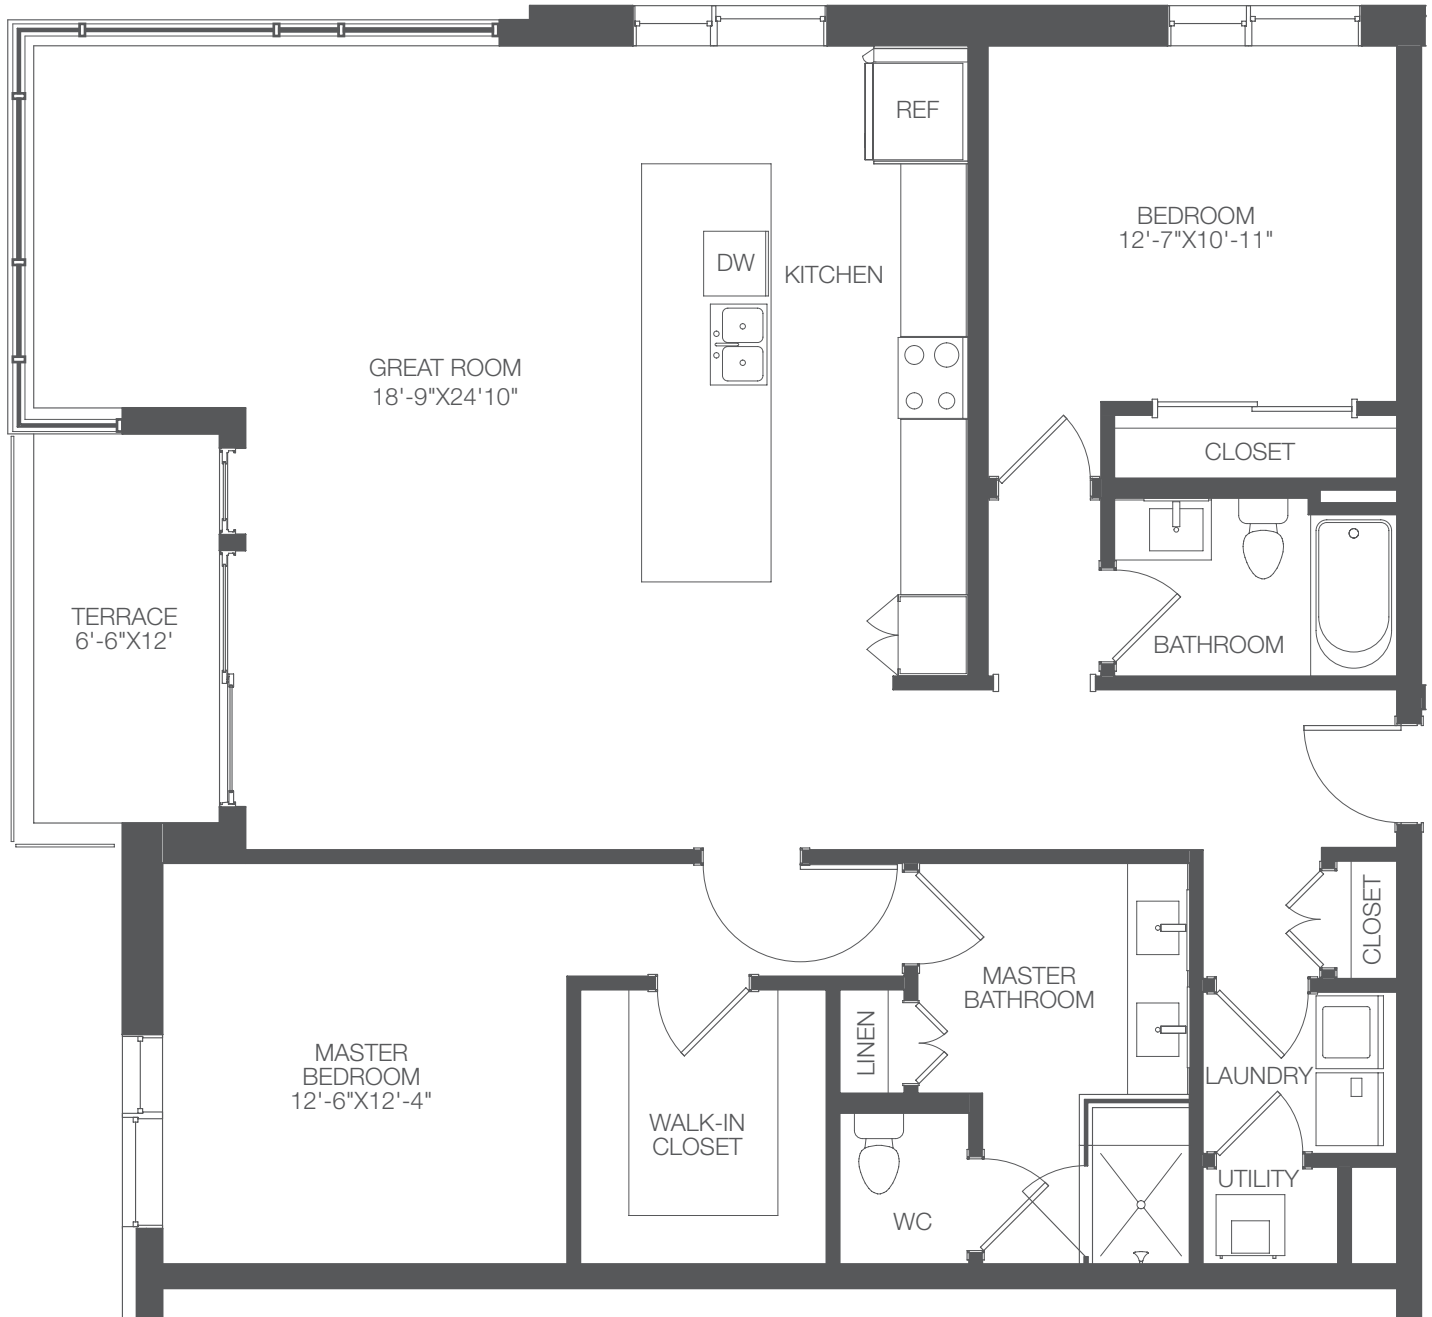 REF
BEDROOM
12'-7"X10'-11"
DW
KITCHEN
GREAT ROOM
18'-9"X24'10"
CLOSET
TERRACE
6'-6"X12'
BATHROOM
CLOSET
MASTER
BATHROOM
LINEN
MASTER
BEDROOM
12'-6"X12'-4"
LAUNDRY
WALK-IN
CLOSET
UTILITY
WC